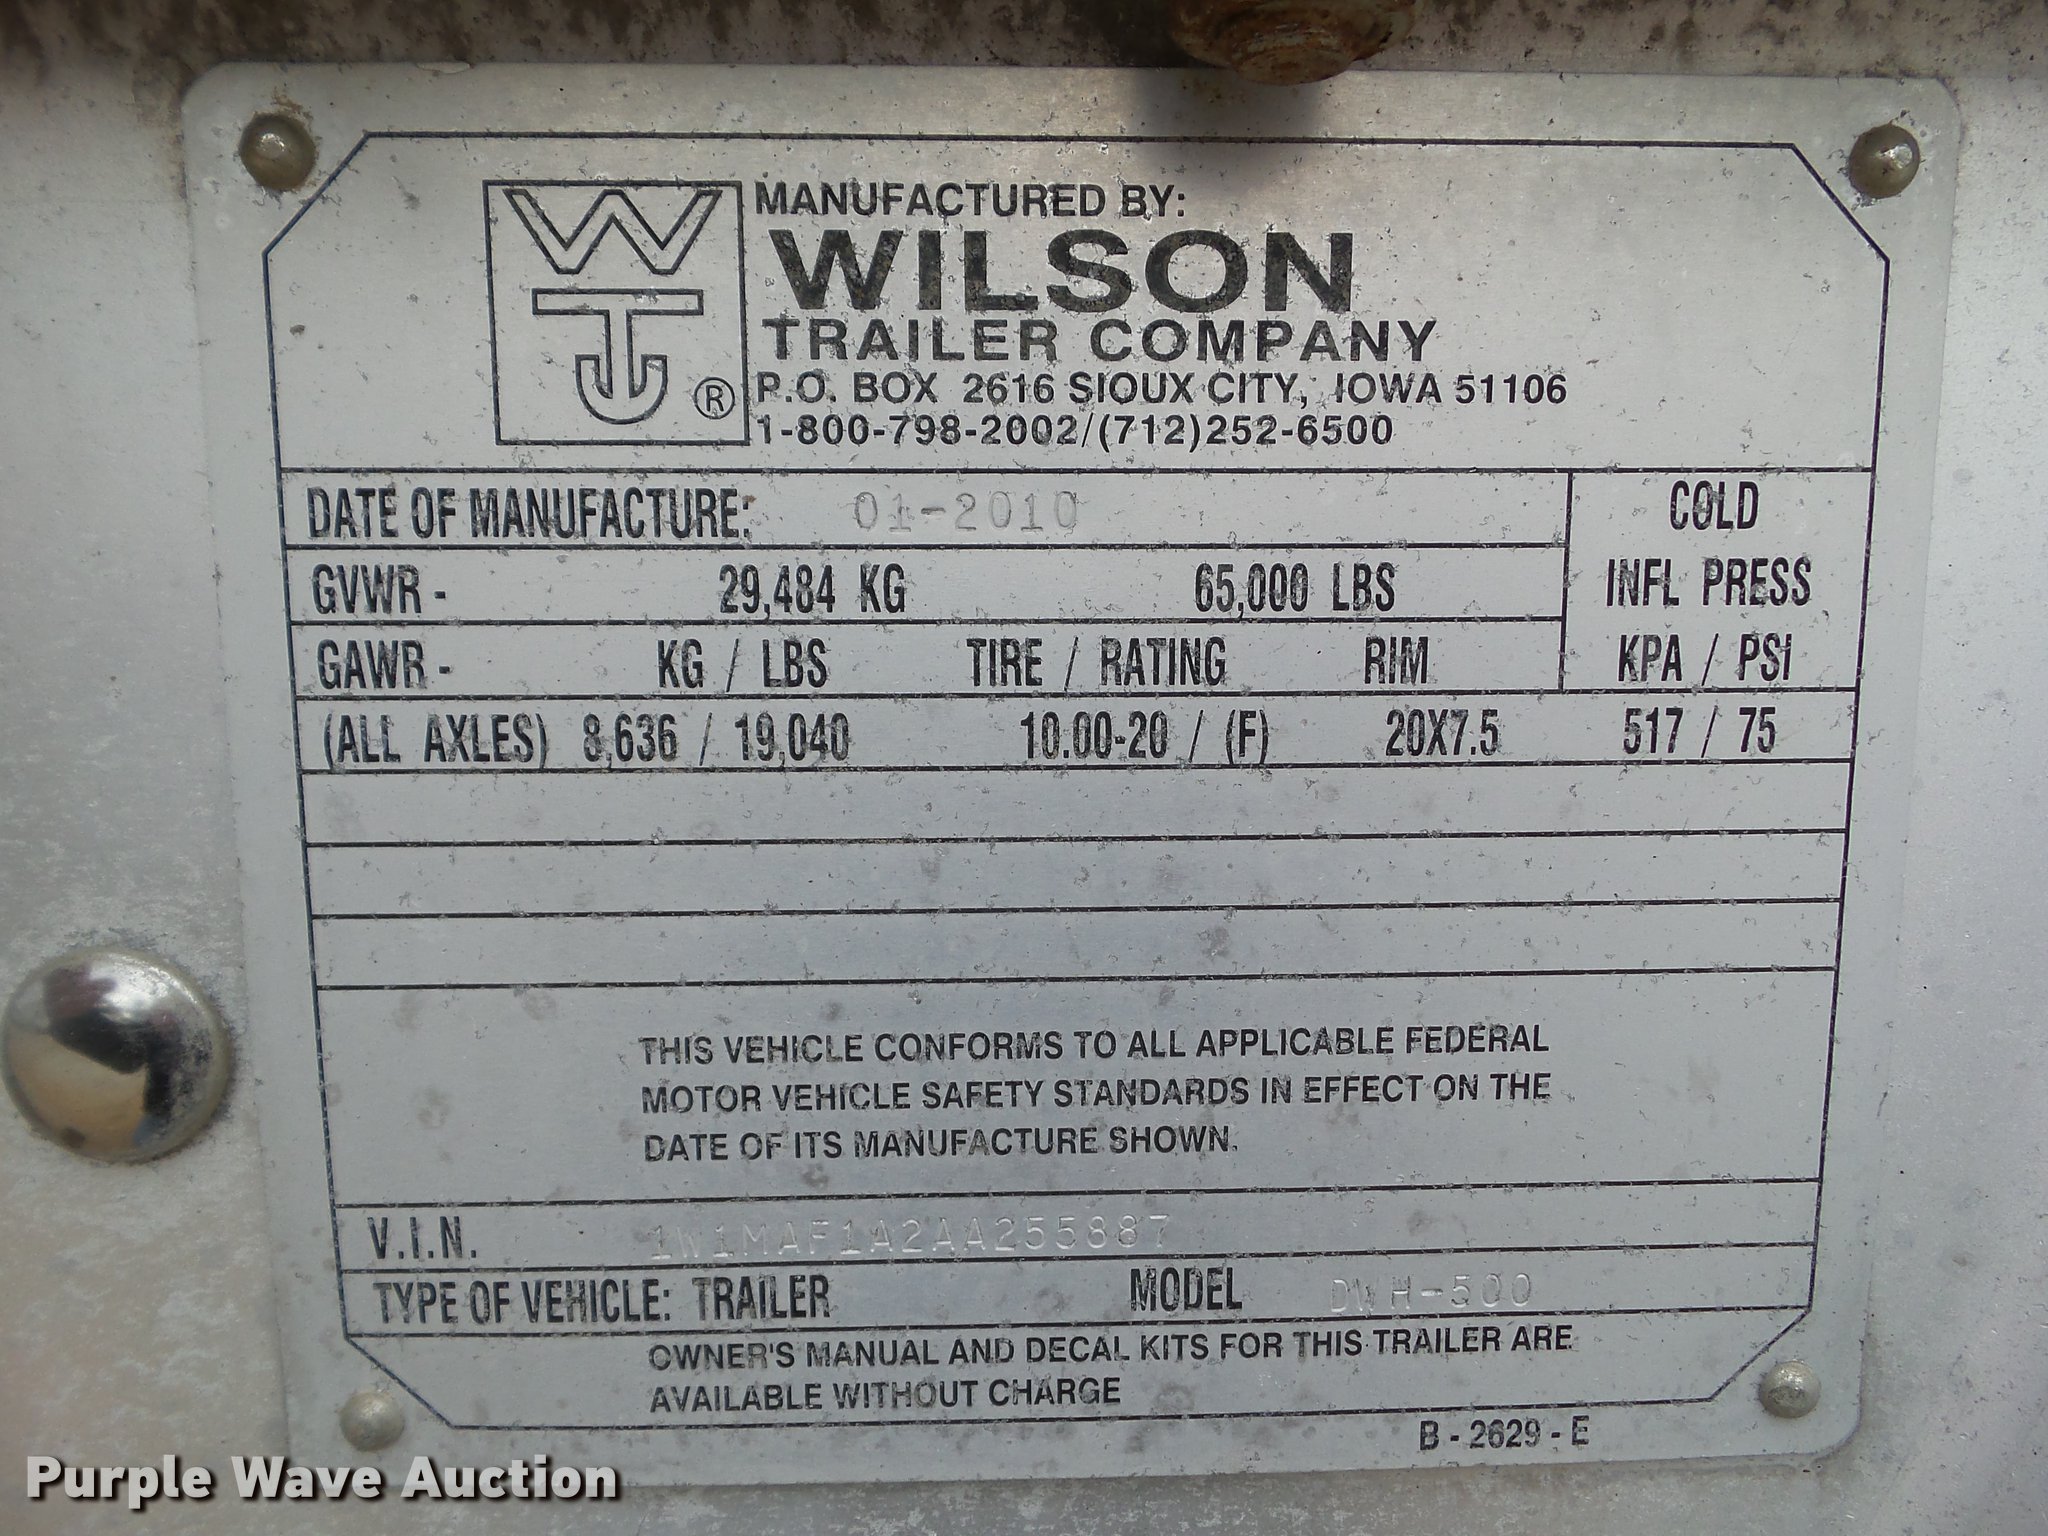 WT
®
MANUFACTURED BY:
WILSON
TRAILER COMPANY
P.O. BOX 2616 SIOUX CITY, IOWA 51106
1-800-798-2002/(712)252-6500
DATE OF MANUFACTURE: 01-2010
COLD
INFL PRESS
KPA / PSI
GVWR - 29,484 KG 65,000 LBS
GAWR - KG / LBS TIRE / RATING RIM
(ALL AXLES) 8,636 / 19,040 10.00-20 / (F) 20X7.5 517 / 75
THIS VEHICLE CONFORMS TO ALL APPLICABLE FEDERAL
MOTOR VEHICLE SAFETY STANDARDS IN EFFECT ON THE
DATE OF ITS MANUFACTURE SHOWN.
V.I.N. 1W1MAF1A2AA255887
TYPE OF VEHICLE: TRAILER MODEL DWH-500
OWNER'S MANUAL AND DECAL KITS FOR THIS TRAILER ARE
AVAILABLE WITHOUT CHARGE
B - 2629 - E
Purple Wave Auction